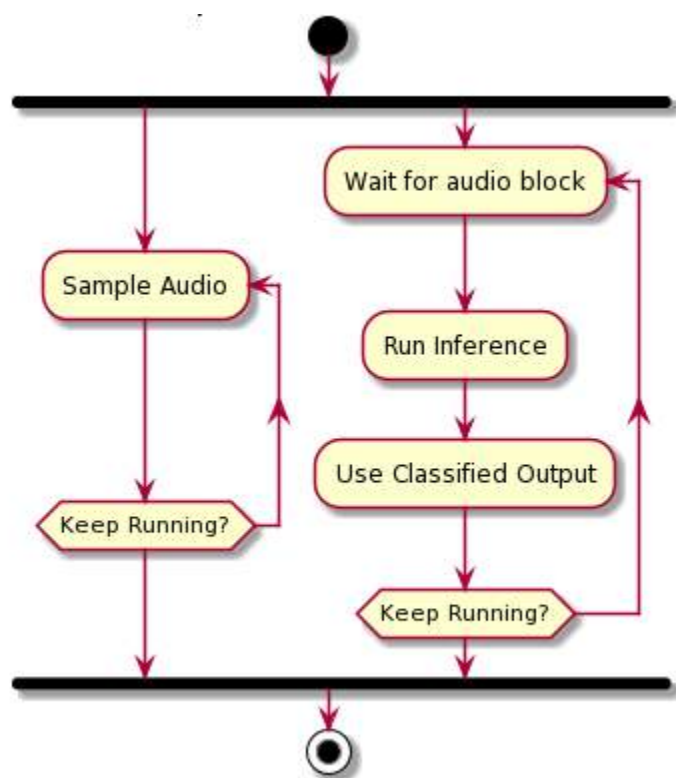 Wait for audio block
Sample Audio
Run Inference
Use Classified Output
Keep Running?
Keep Running?